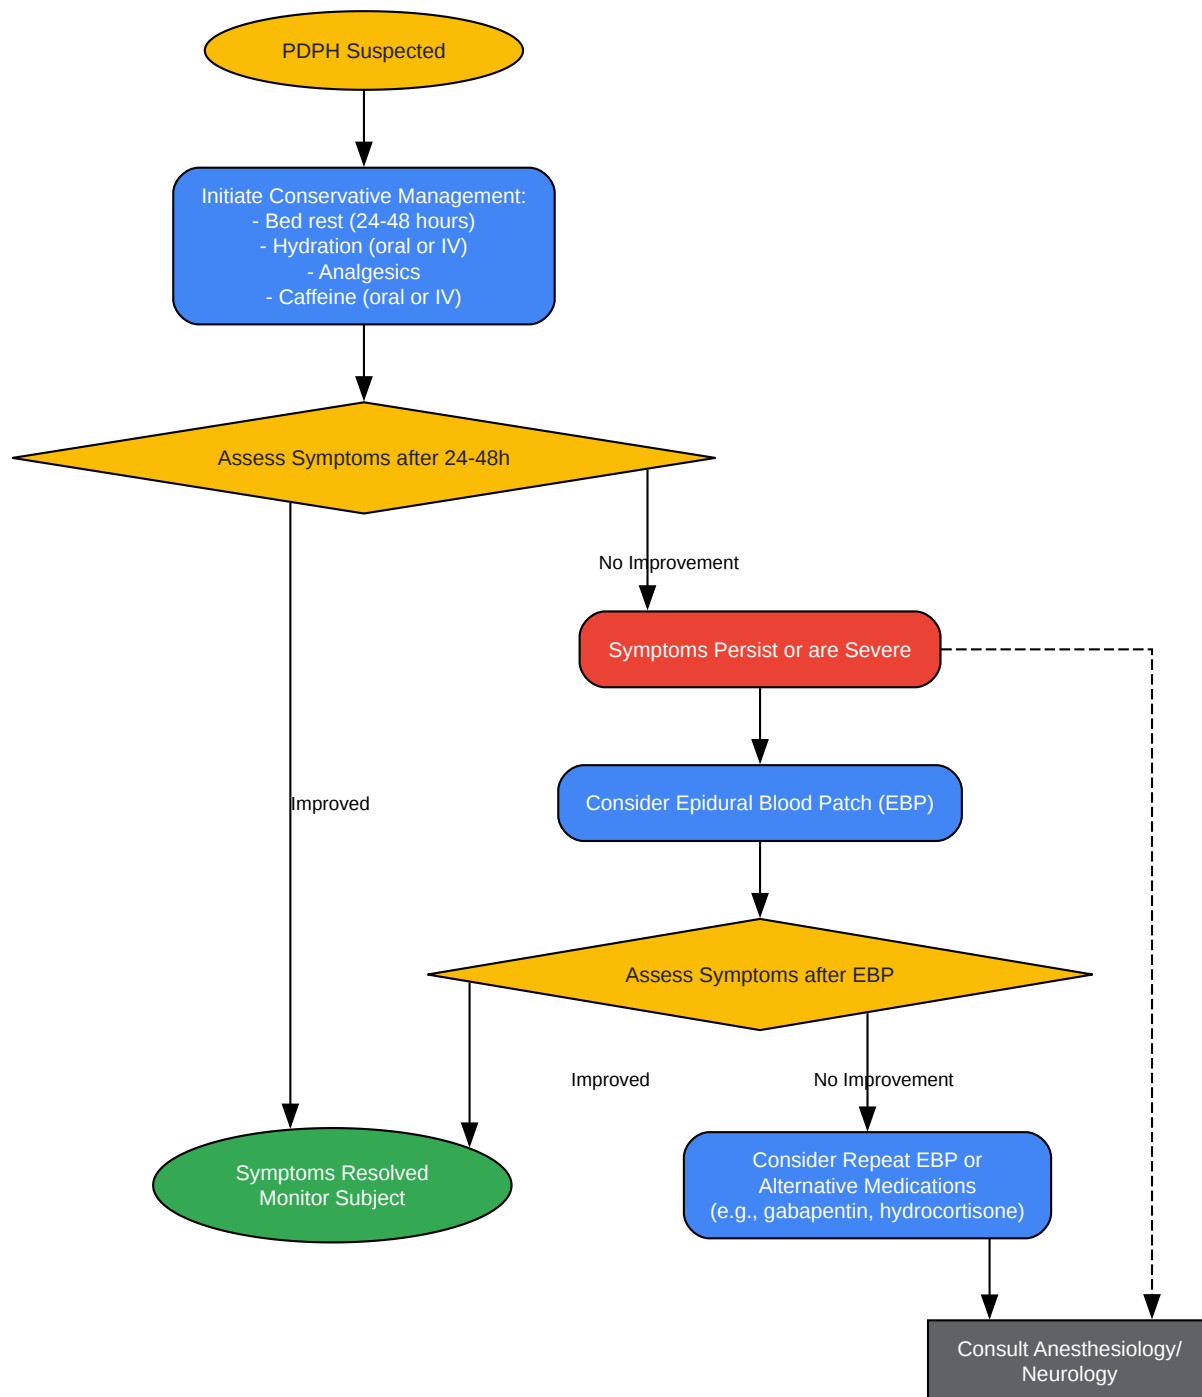 PDPH Suspected
Initiate Conservative Management:
- Bed rest (24-48 hours)
- Hydration (oral or IV)
- Analgesics
- Caffeine (oral or IV)
Assess Symptoms after 24-48h
No Improvement
Symptoms Persist or are Severe
Consider Epidural Blood Patch (EBP)
Improved
Assess Symptoms after EBP
Improved
No Improvement
Symptoms Resolved
Monitor Subject
Consider Repeat EBP or
Alternative Medications
(e.g., gabapentin, hydrocortisone)
Consult Anesthesiology/
Neurology